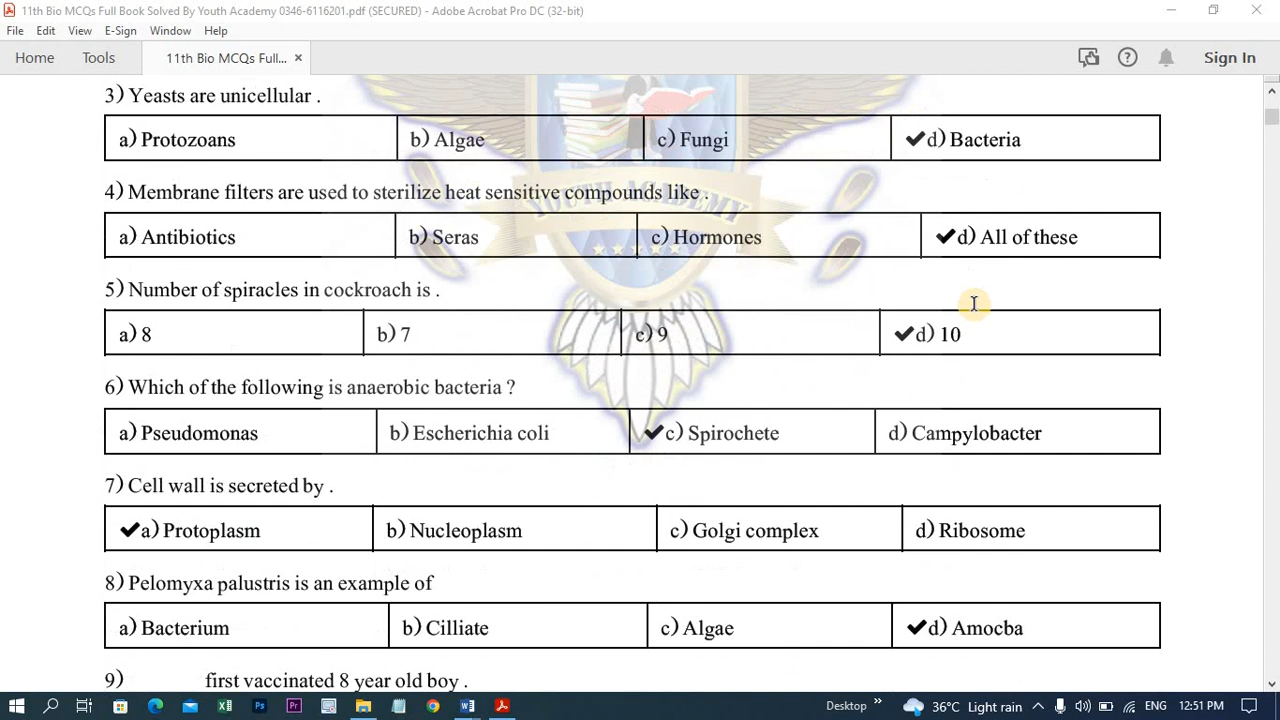 11th Bio MCQs Full Book Solved By Youth Academy 0346-6116201.pdf (SECURED) - Adobe Acrobat Pro DC (32-bit)
File Edit View E-Sign Window Help
Home Tools 11th Bio MCQs Full... × Sign In
3) Yeasts are unicellular .
a) Protozoans b) Algae c) Fungi ✔d) Bacteria
4) Membrane filters are used to sterilize heat sensitive compounds like .
a) Antibiotics b) Seras c) Hormones ✔d) All of these
YOUTH ACADEMY
5) Number of spiracles in cockroach is .
a) 8 b) 7 c) 9 ✔d) 10
6) Which of the following is anaerobic bacteria ?
a) Pseudomonas b) Escherichia coli ✔c) Spirochete d) Campylobacter
7) Cell wall is secreted by .
✔a) Protoplasm b) Nucleoplasm c) Golgi complex d) Ribosome
8) Pelomyxa palustris is an example of
a) Bacterium b) Cilliate c) Algae ✔d) Amocba
9) ______ first vaccinated 8 year old boy .
Desktop » 36°C Light rain ENG 12:51 PM